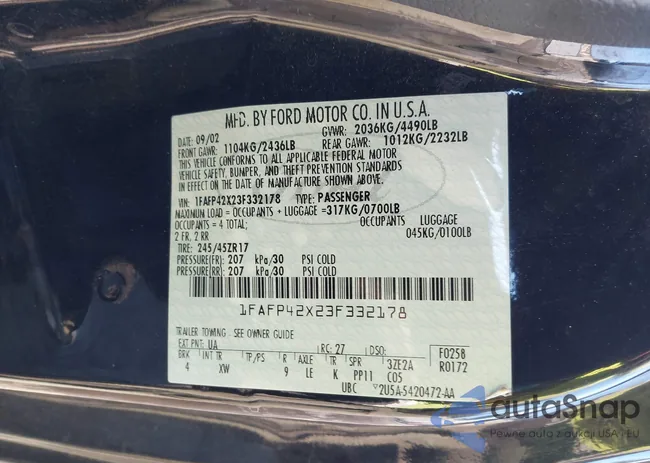 MFD. BY FORD MOTOR CO. IN U.S.A.
DATE: 09/02 GVWR: 2036KG/4490LB
FRONT GAWR: 1104KG/2436LB REAR GAWR: 1012KG/2232LB
THIS VEHICLE CONFORMS TO ALL APPLICABLE FEDERAL MOTOR
VEHICLE SAFETY, BUMPER, AND THEFT PREVENTION STANDARDS
IN EFFECT ON THE DATE OF MANUFACTURE SHOWN ABOVE.
VIN: 1FAFP42X23F332178 TYPE: PASSENGER
MAXIMUM LOAD = OCCUPANTS + LUGGAGE = 317KG/0700LB
OCCUPANTS = 4 TOTAL; OCCUPANTS LUGGAGE
2 FR, 2 RR 045KG/0100LB
TIRE: 245/45ZR17
PRESSURE(FR): 207 kPa/30 PSI COLD
PRESSURE(RR): 207 kPa/30 PSI COLD
1FAFP42X23F332178
TRAILER TOWING - SEE OWNER GUIDE
EXT PNT: UA RC: 27 DSO: F0258
BRK INT TR TP/PS R AXLE TR SPR 3ZE2A R0172
4 XW 9 LE K PP11 C05
UBC 2U5A-5420472-AA
autoSnap
Pewne auta z aukcji USA i EU